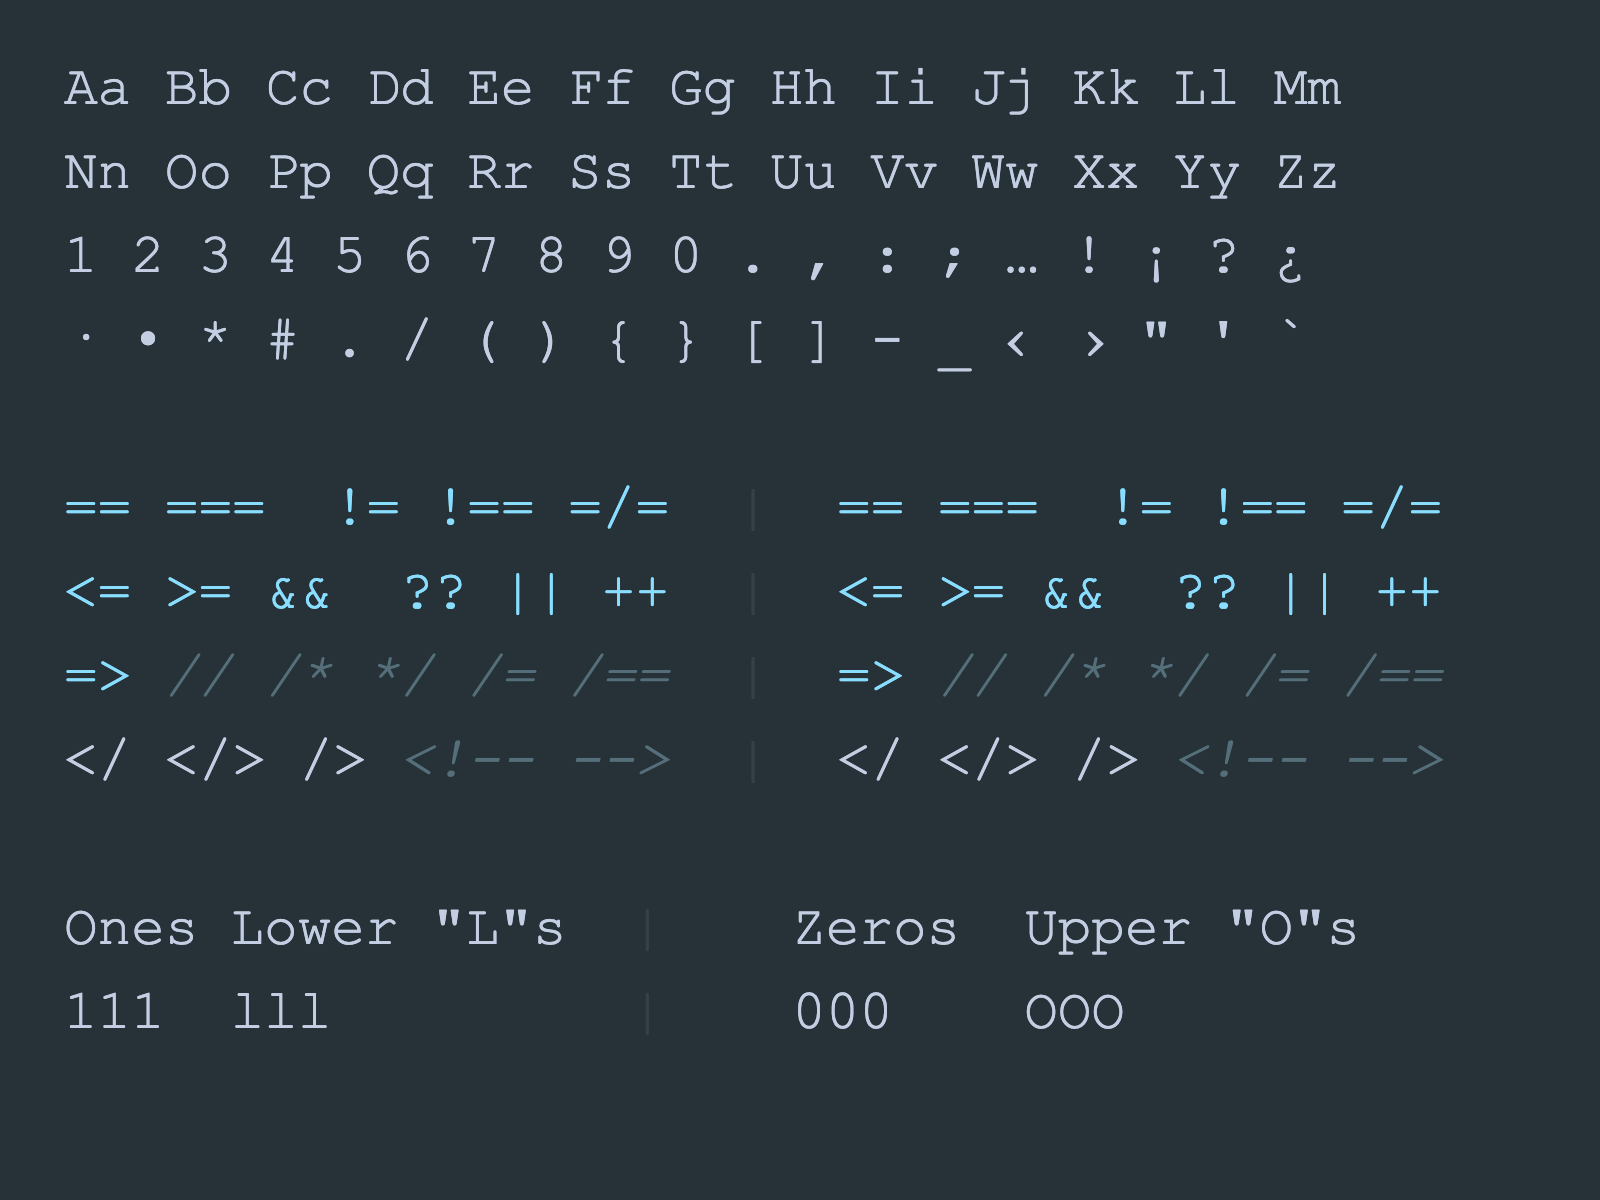 Aa Bb Cc Dd Ee Ff Gg Hh Ii Jj Kk Ll Mm
Nn Oo Pp Qq Rr Ss Tt Uu Vv Ww Xx Yy Zz
1 2 3 4 5 6 7 8 9 0 . , : ; … ! ¡ ? ¿
· • * # . / ( ) { } [ ] - _ ‹ › " ' `
== ===  != !== =/= | == ===  != !== =/=
<= >= &&  ?? || ++ | <= >= &&  ?? || ++
=> // /* */ /= /== | => // /* */ /= /==
</ </> /> <!-- --> | </ </> /> <!-- -->
Ones Lower "L"s | Zeros  Upper "O"s
111  lll | 000  OOO